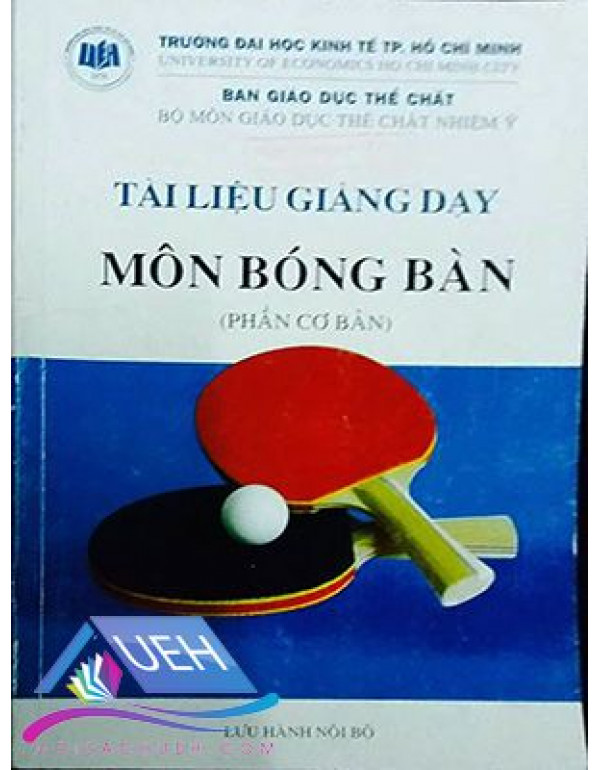 UEH
TRƯỜNG ĐẠI HỌC KINH TẾ TP. HỒ CHÍ MINH
UNIVERSITY OF ECONOMICS HO CHI MINH CITY
BAN GIÁO DỤC THỂ CHẤT
BỘ MÔN GIÁO DỤC THỂ CHẤT NHIỆM Ý
TÀI LIỆU GIẢNG DẠY
MÔN BÓNG BÀN
(PHẦN CƠ BẢN)
UEH
LƯU HÀNH NỘI BỘ